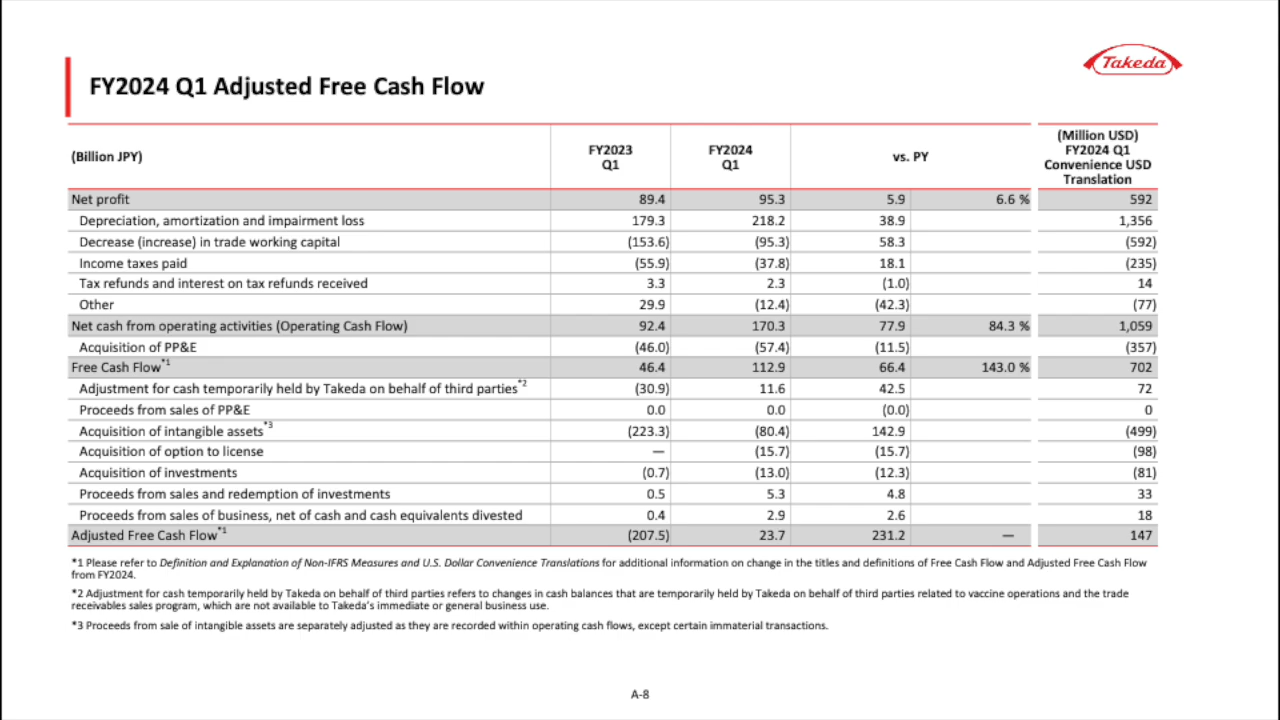 Takeda
FY2024 Q1 Adjusted Free Cash Flow
(Billion JPY) FY2023 Q1 FY2024 Q1 vs. PY (Million USD) FY2024 Q1 Convenience USD Translation
Net profit 89.4 95.3 5.9 6.6 % 592
Depreciation, amortization and impairment loss 179.3 218.2 38.9 1,356
Decrease (increase) in trade working capital (153.6) (95.3) 58.3 (592)
Income taxes paid (55.9) (37.8) 18.1 (235)
Tax refunds and interest on tax refunds received 3.3 2.3 (1.0) 14
Other 29.9 (12.4) (42.3) (77)
Net cash from operating activities (Operating Cash Flow) 92.4 170.3 77.9 84.3 % 1,059
Acquisition of PP&E (46.0) (57.4) (11.5) (357)
Free Cash Flow*1 46.4 112.9 66.4 143.0 % 702
Adjustment for cash temporarily held by Takeda on behalf of third parties*2 (30.9) 11.6 42.5 72
Proceeds from sales of PP&E 0.0 0.0 (0.0) 0
Acquisition of intangible assets*3 (223.3) (80.4) 142.9 (499)
Acquisition of option to license — (15.7) (15.7) (98)
Acquisition of investments (0.7) (13.0) (12.3) (81)
Proceeds from sales and redemption of investments 0.5 5.3 4.8 33
Proceeds from sales of business, net of cash and cash equivalents divested 0.4 2.9 2.6 18
Adjusted Free Cash Flow*1 (207.5) 23.7 231.2 — 147
*1 Please refer to Definition and Explanation of Non-IFRS Measures and U.S. Dollar Convenience Translations for additional information on change in the titles and definitions of Free Cash Flow and Adjusted Free Cash Flow
from FY2024.
*2 Adjustment for cash temporarily held by Takeda on behalf of third parties refers to changes in cash balances that are temporarily held by Takeda on behalf of third parties related to vaccine operations and the trade
receivables sales program, which are not available to Takeda's immediate or general business use.
*3 Proceeds from sale of intangible assets are separately adjusted as they are recorded within operating cash flows, except certain immaterial transactions.
A-8